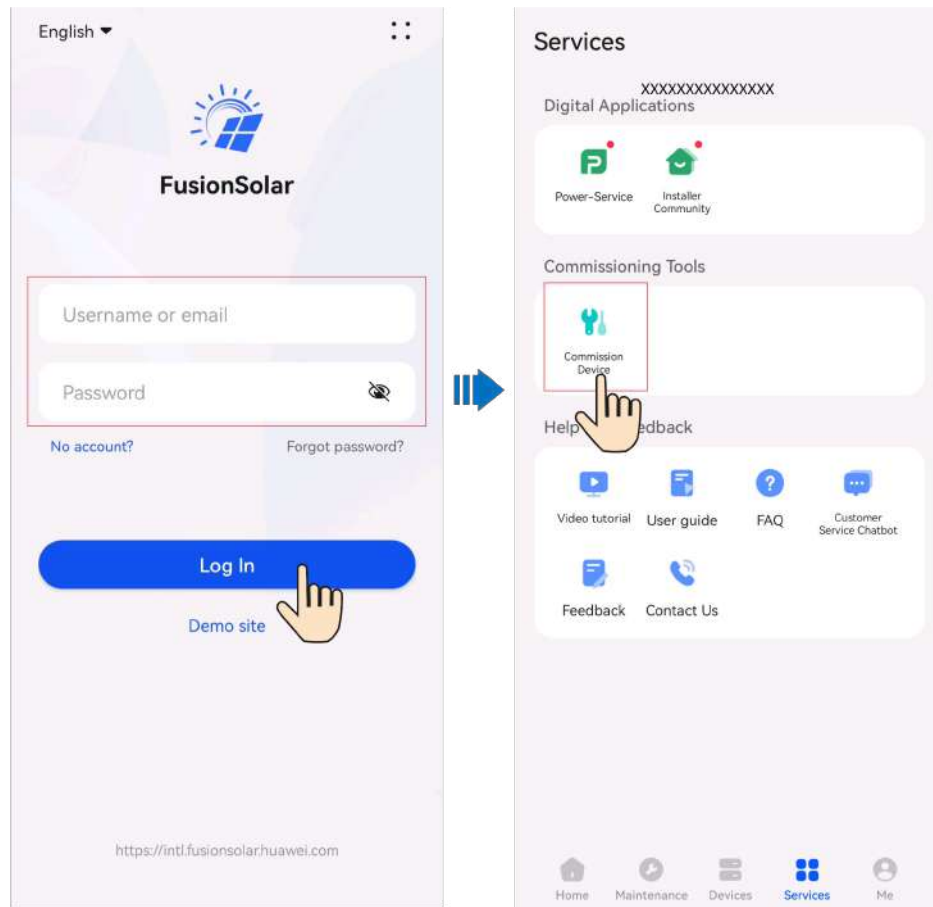 English
FusionSolar
Username or email
Password
No account?
Forgot password?
Log In
Demo site
https://intl.fusionsolar.huawei.com
Services
XXXXXXXXXXXXXXX
Digital Applications
Power-Service
Installer
Community
Commissioning Tools
Commission
Device
Help
edback
Video tutorial
User guide
FAQ
Customer
Service Chatbot
Feedback
Contact Us
Home
Maintenance
Devices
Services
Me